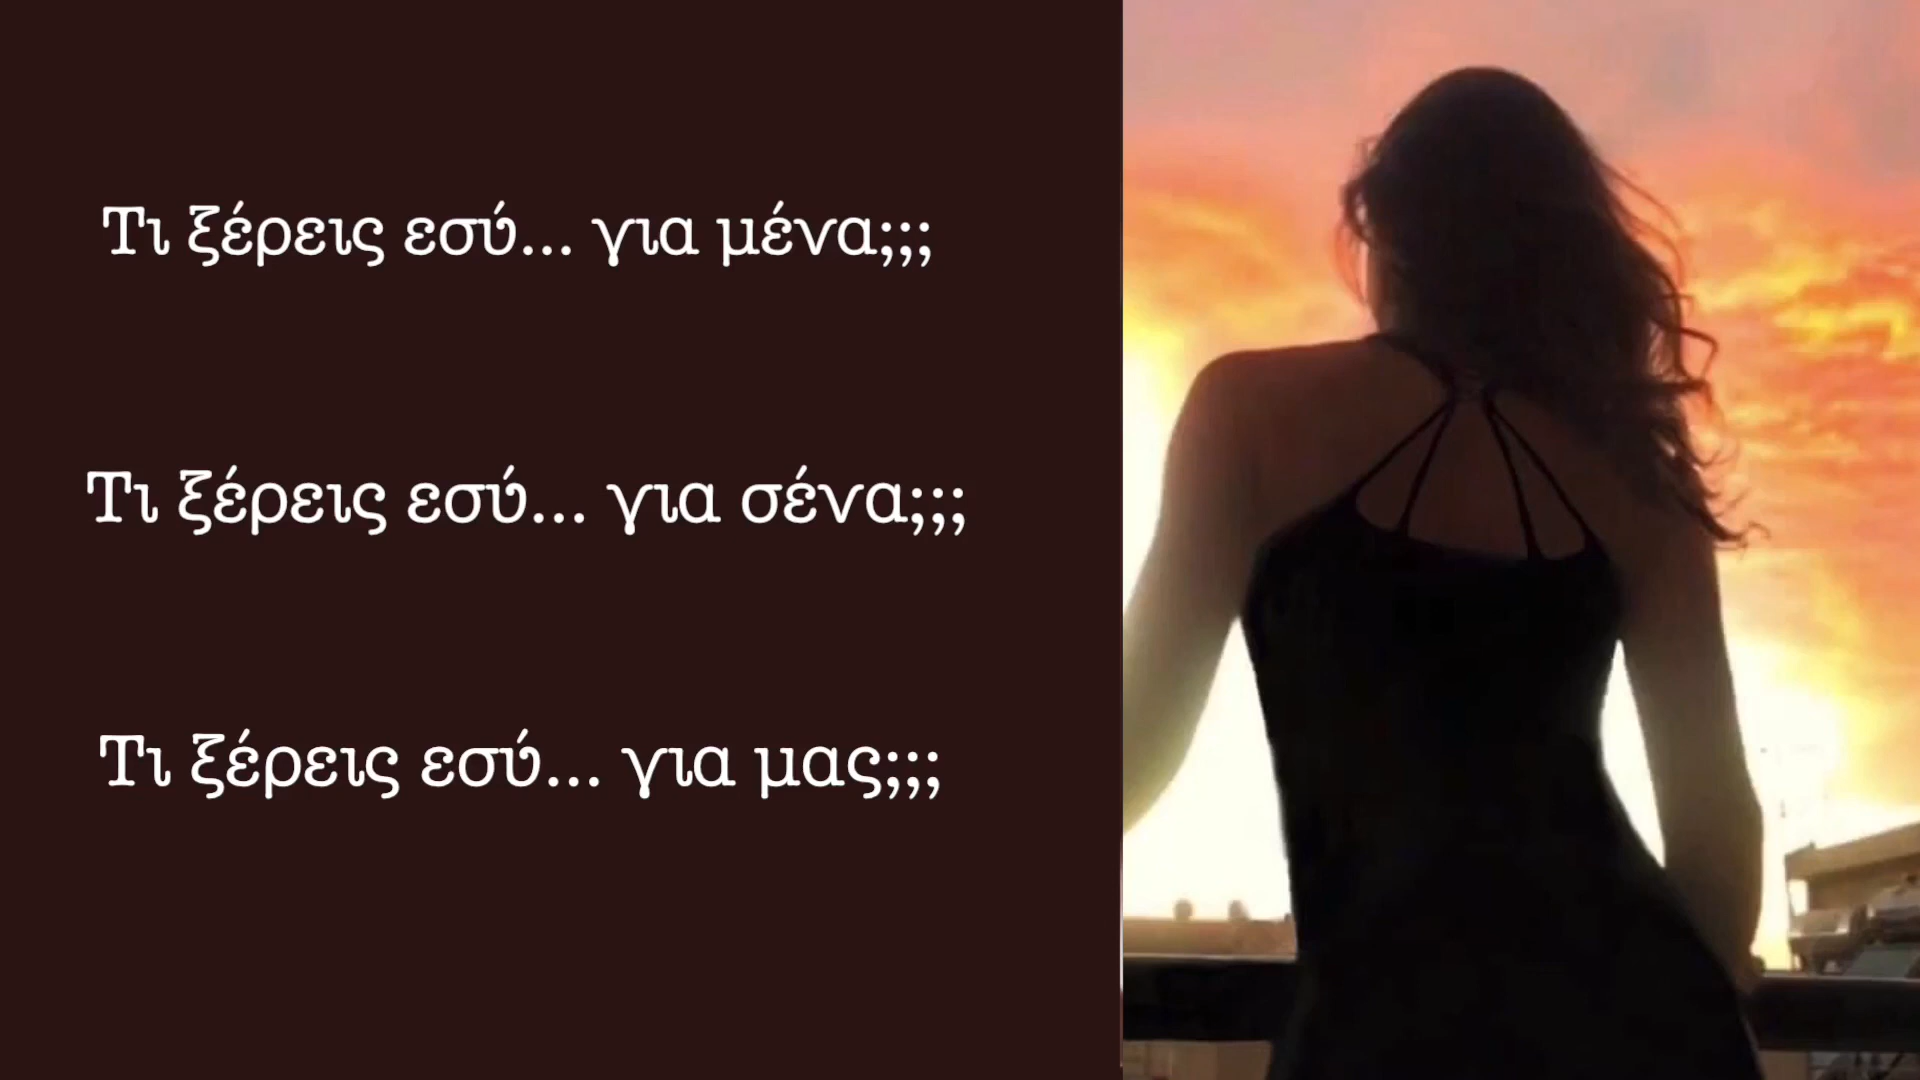 Τι ξέρεις εσύ... για μένα;;;
Τι ξέρεις εσύ... για σένα;;;
Τι ξέρεις εσύ... για μας;;;